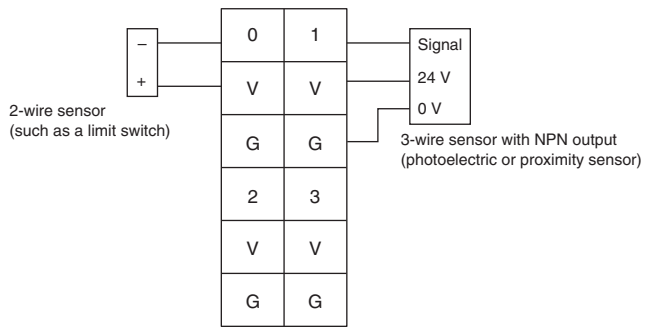 –
+
2-wire sensor
(such as a limit switch)
0 1
V V
G G
2 3
V V
G G
Signal
24 V
0 V
3-wire sensor with NPN output
(photoelectric or proximity sensor)